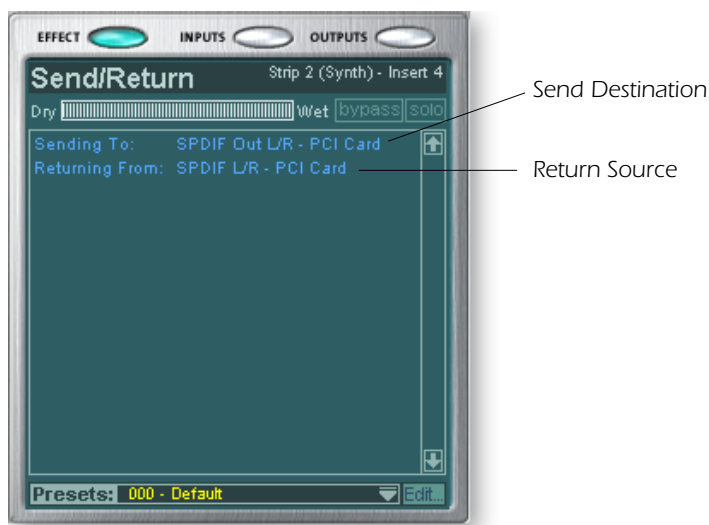 EFFECT INPUTS OUTPUTS
Send/Return Strip 2 (Synth) - Insert 4
Dry Wet bypass solo
Sending To: SPDIF Out L/R - PCI Card
Returning From: SPDIF L/R - PCI Card
Presets: 000 - Default Edit...
Send Destination
Return Source